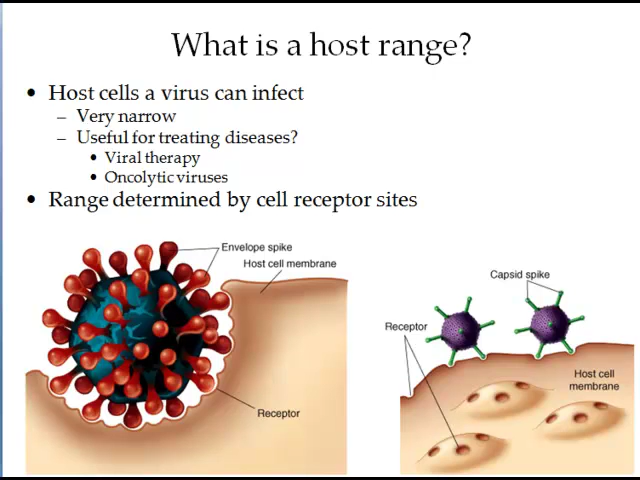 What is a host range?
• Host cells a virus can infect
– Very narrow
– Useful for treating diseases?
• Viral therapy
• Oncolytic viruses
• Range determined by cell receptor sites
Envelope spike
Host cell membrane
Receptor
Capsid spike
Receptor
Host cell
membrane